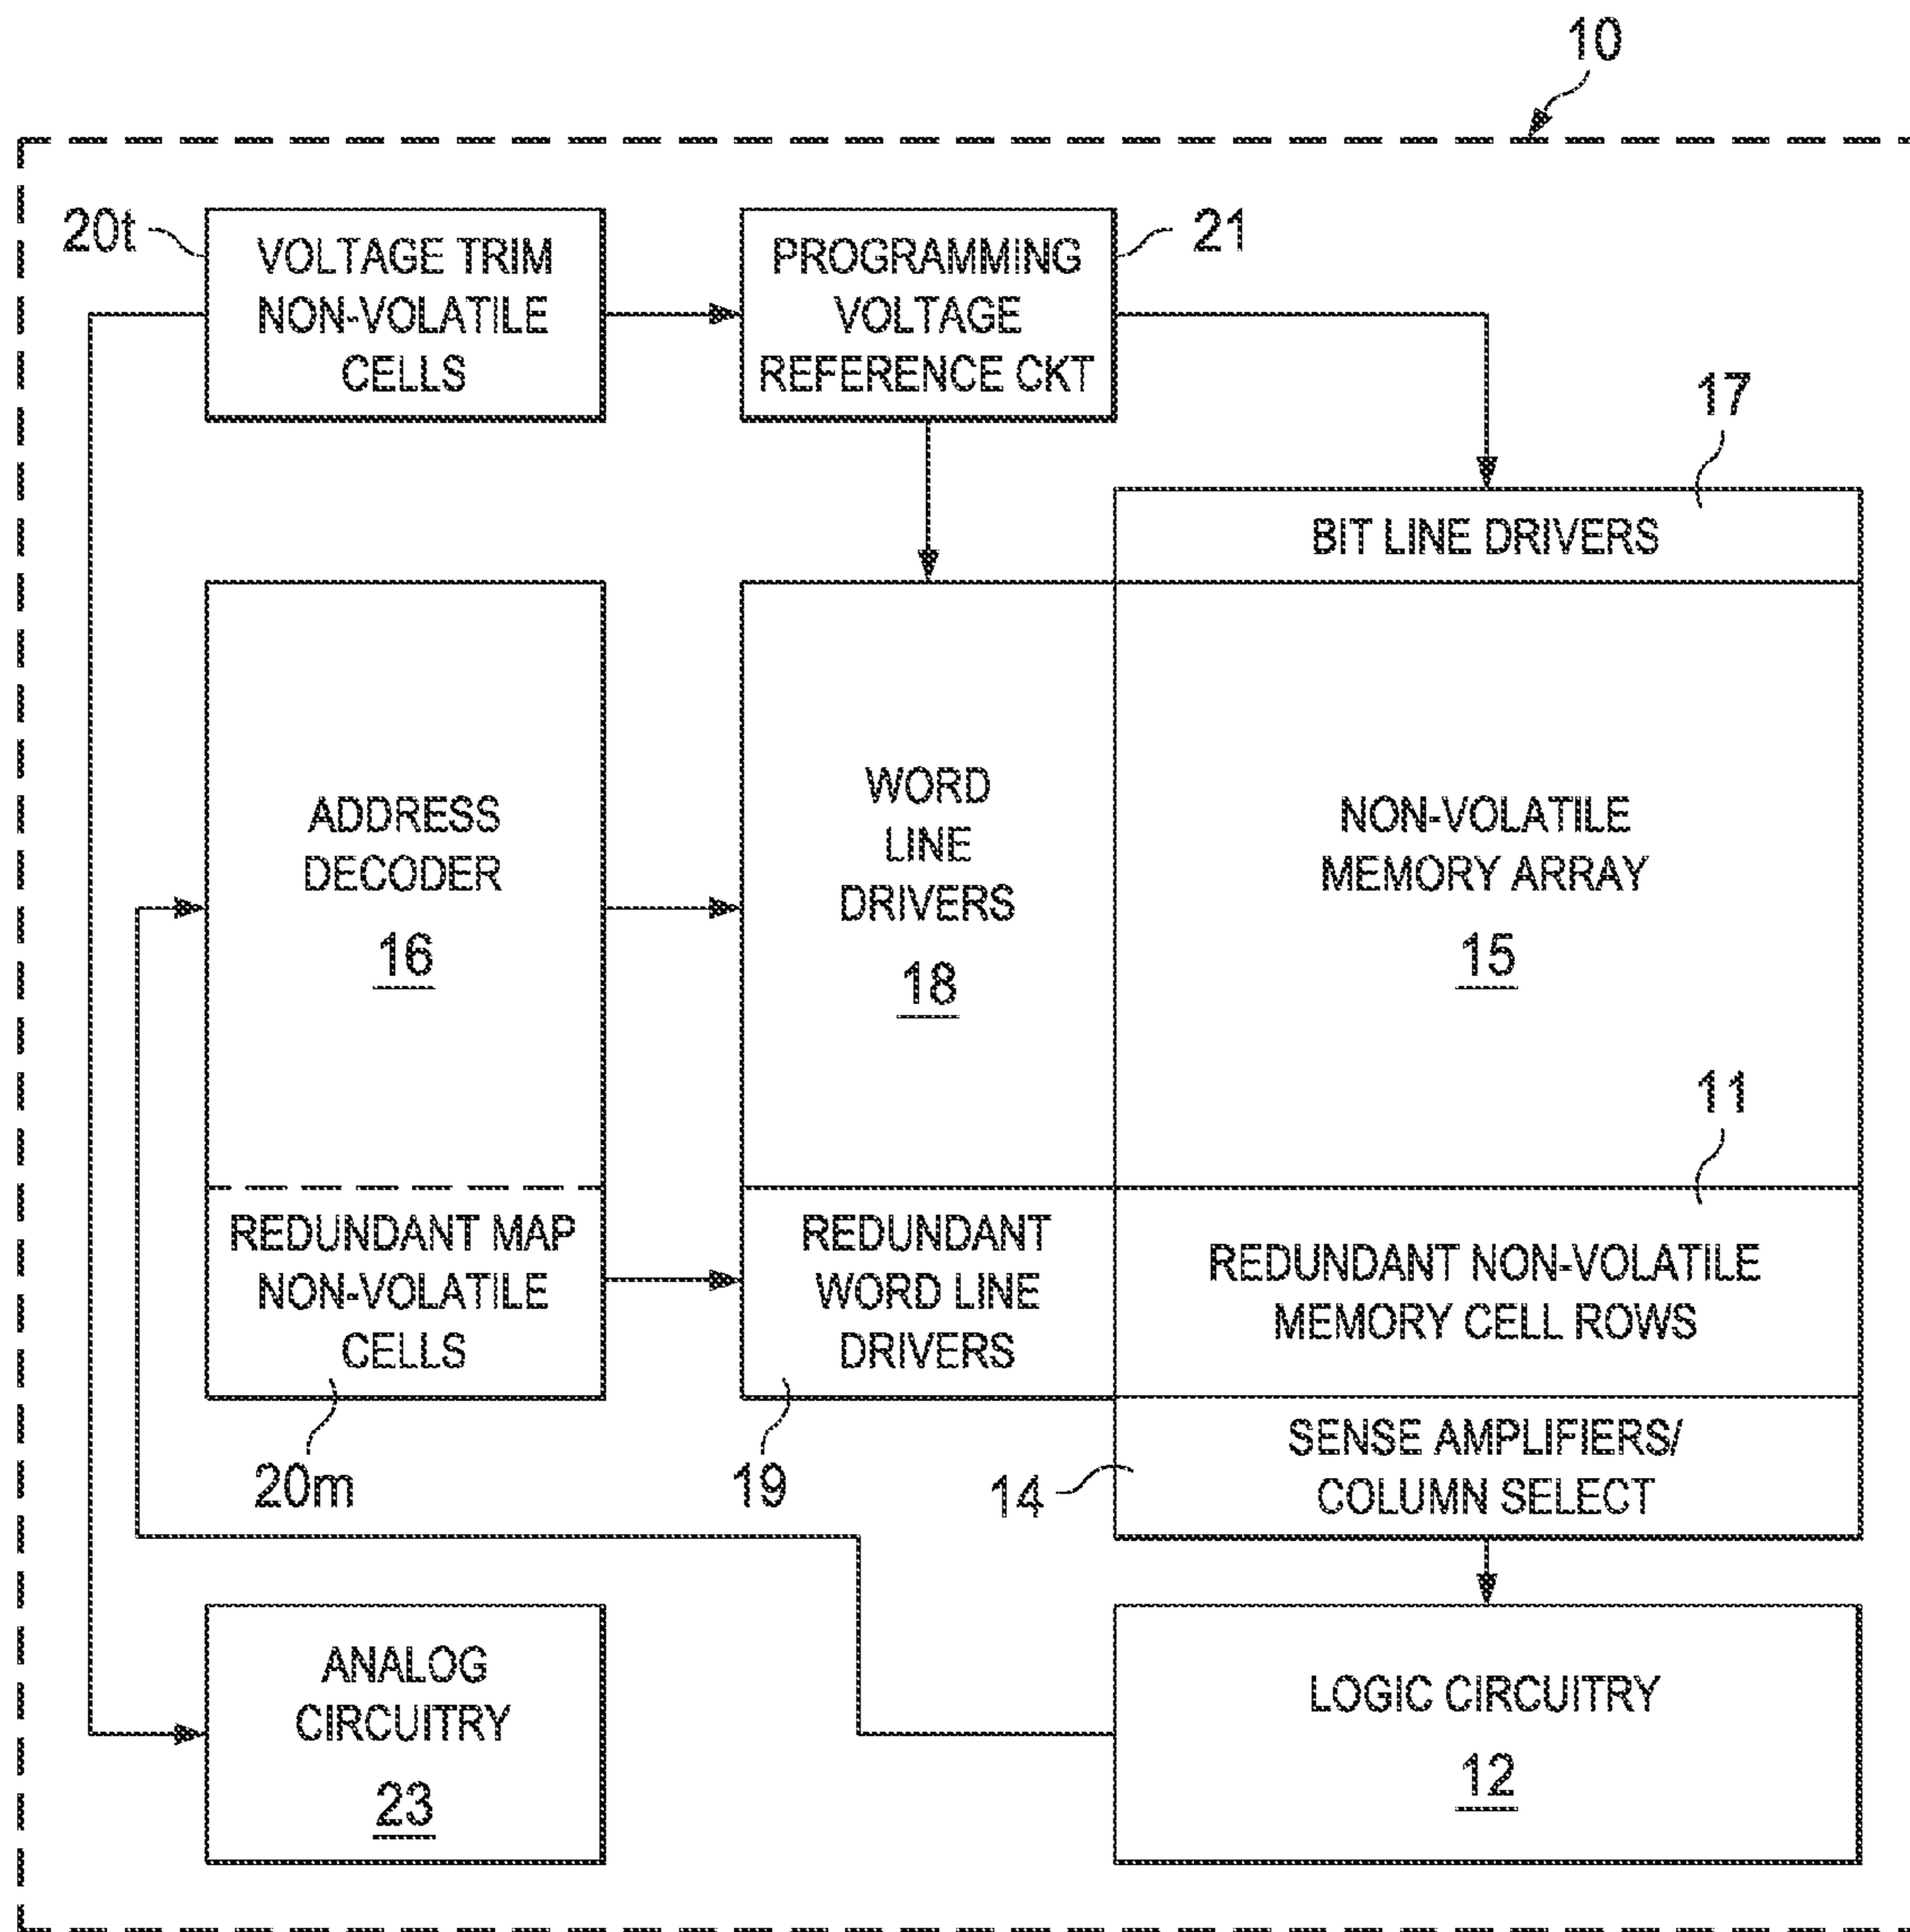 10
20t
VOLTAGE TRIM
NON-VOLATILE
CELLS
PROGRAMMING
VOLTAGE
REFERENCE CKT
21
17
BIT LINE DRIVERS
ADDRESS
DECODER
16
WORD
LINE
DRIVERS
18
NON-VOLATILE
MEMORY ARRAY
15
11
REDUNDANT MAP
NON-VOLATILE
CELLS
20m
REDUNDANT
WORD LINE
DRIVERS
19
REDUNDANT NON-VOLATILE
MEMORY CELL ROWS
14
SENSE AMPLIFIERS/
COLUMN SELECT
ANALOG
CIRCUITRY
23
LOGIC CIRCUITRY
12